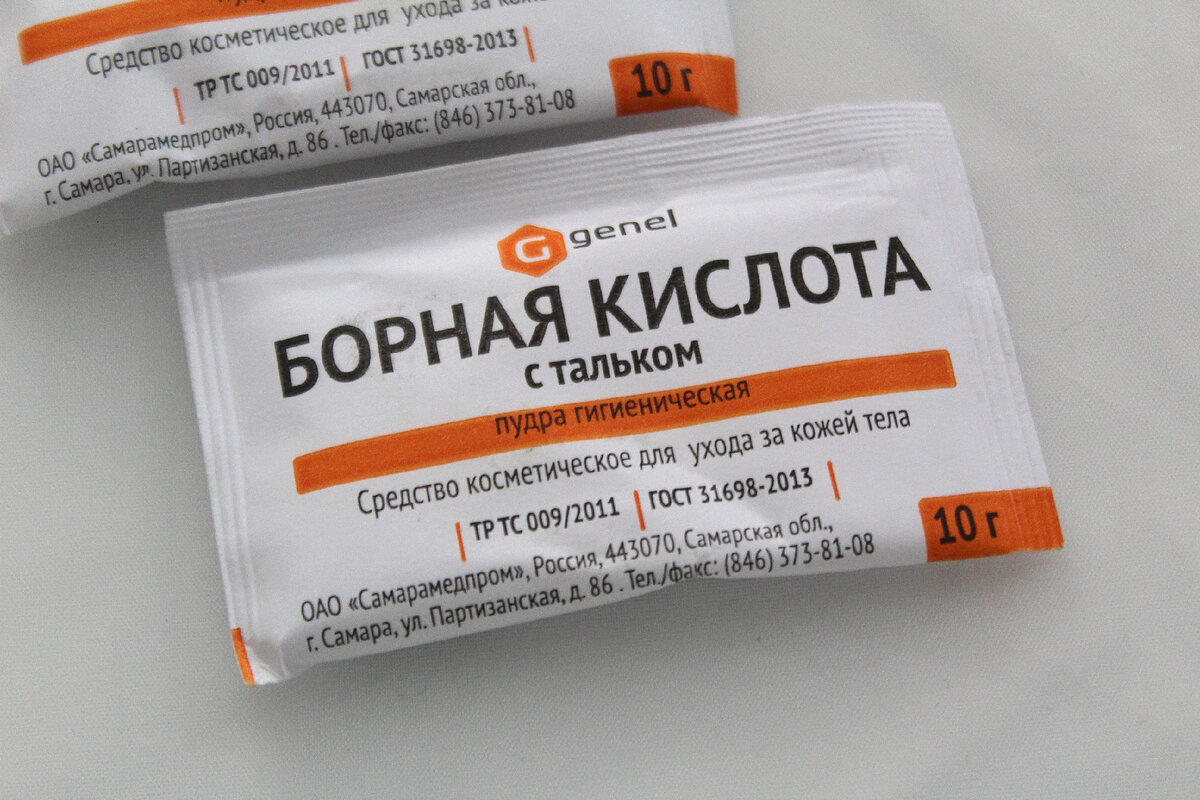 Средство косметическое для ухода за
ТР ТС 009/2011 ГОСТ 31698-2013
10 г
ОАО «Самарамедпром», Россия, 443070, Самарская обл.,
г. Самара, ул. Партизанская, д. 86 . Тел./факс: (846) 373-81-08
G genel
БОРНАЯ КИСЛОТА
с тальком
пудра гигиеническая
Средство косметическое для ухода за кожей тела
ТР ТС 009/2011 ГОСТ 31698-2013
10 г
ОАО «Самарамедпром», Россия, 443070, Самарская обл.,
г. Самара, ул. Партизанская, д. 86 . Тел./факс: (846) 373-81-08